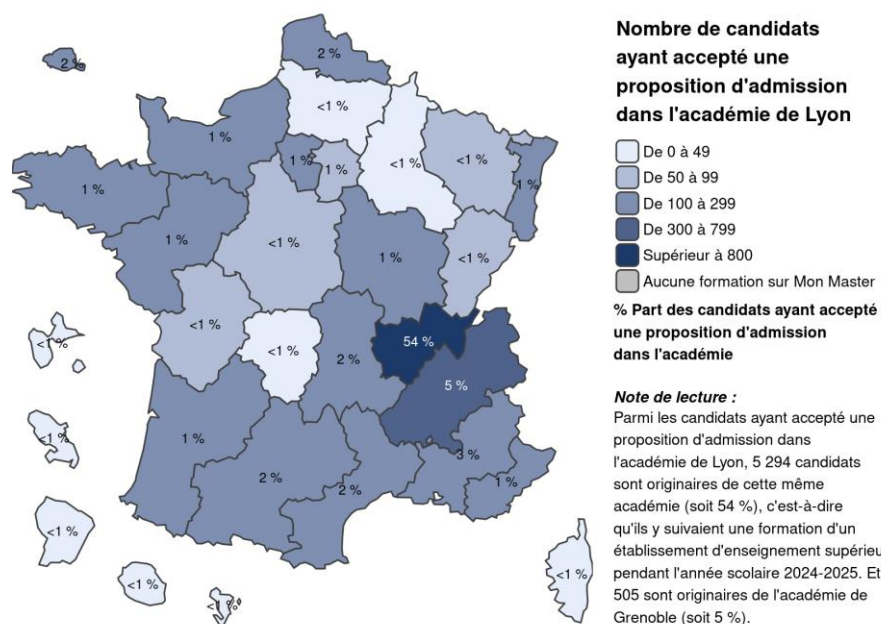 Nombre de candidats
ayant accepté une
proposition d'admission
dans l'académie de Lyon
De 0 à 49
De 50 à 99
De 100 à 299
De 300 à 799
Supérieur à 800
Aucune formation sur Mon Master
% Part des candidats ayant accepté
une proposition d'admission
dans l'académie
Note de lecture :
Parmi les candidats ayant accepté une
proposition d'admission dans
l'académie de Lyon, 5 294 candidats
sont originaires de cette même
académie (soit 54 %), c'est-à-dire
qu'ils y suivaient une formation d'un
établissement d'enseignement supérieu
pendant l'année scolaire 2024-2025. Et
505 sont originaires de l'académie de
Grenoble (soit 5 %).
2 %
2 %
<1 %
1 %
1 %
1 %
<1 %
<1 %
1 %
1 %
1 %
<1 %
1 %
<1 %
<1 %
<1 %
2 %
54 %
5 %
<1 %
1 %
2 %
2 %
3 %
1 %
<1 %
<1 %
<1 %
<1 %
<1 %